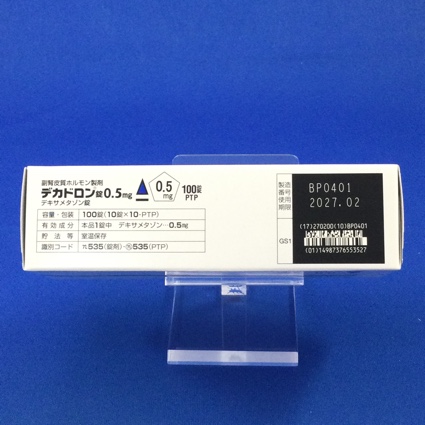 副腎皮質ホルモン製剤
デカドロン錠0.5mg
デキサメタゾン錠
0.5
mg
100錠
PTP
容量・包装 100錠(10錠×10・PTP)
有効成分 本品1錠中 デキサメタゾン…0.5mg
貯法等 室温保存
識別コード 535(錠剤)・535(PTP)
製造番号 BP0401
使用期限 2027.02
GS1
(17)270200(10)BP0401
(01)14987376553527